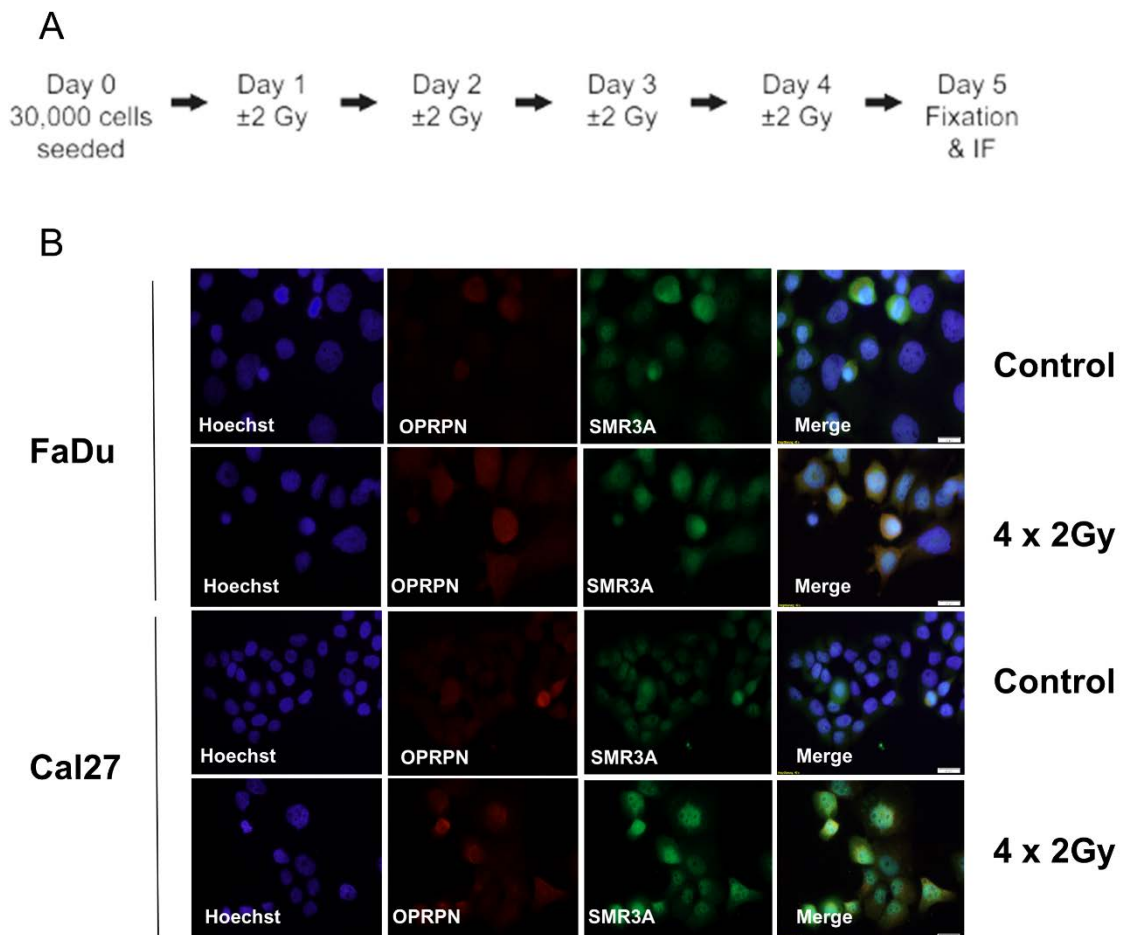 A
Day 0
30,000 cells
seeded
Day 1
±2 Gy
Day 2
±2 Gy
Day 3
±2 Gy
Day 4
±2 Gy
Day 5
Fixation
& IF
B
FaDu
Hoechst
OPRPN
SMR3A
Merge
Control
Hoechst
OPRPN
SMR3A
Merge
4 x 2Gy
Cal27
Hoechst
OPRPN
SMR3A
Merge
Control
Hoechst
OPRPN
SMR3A
Merge
4 x 2Gy